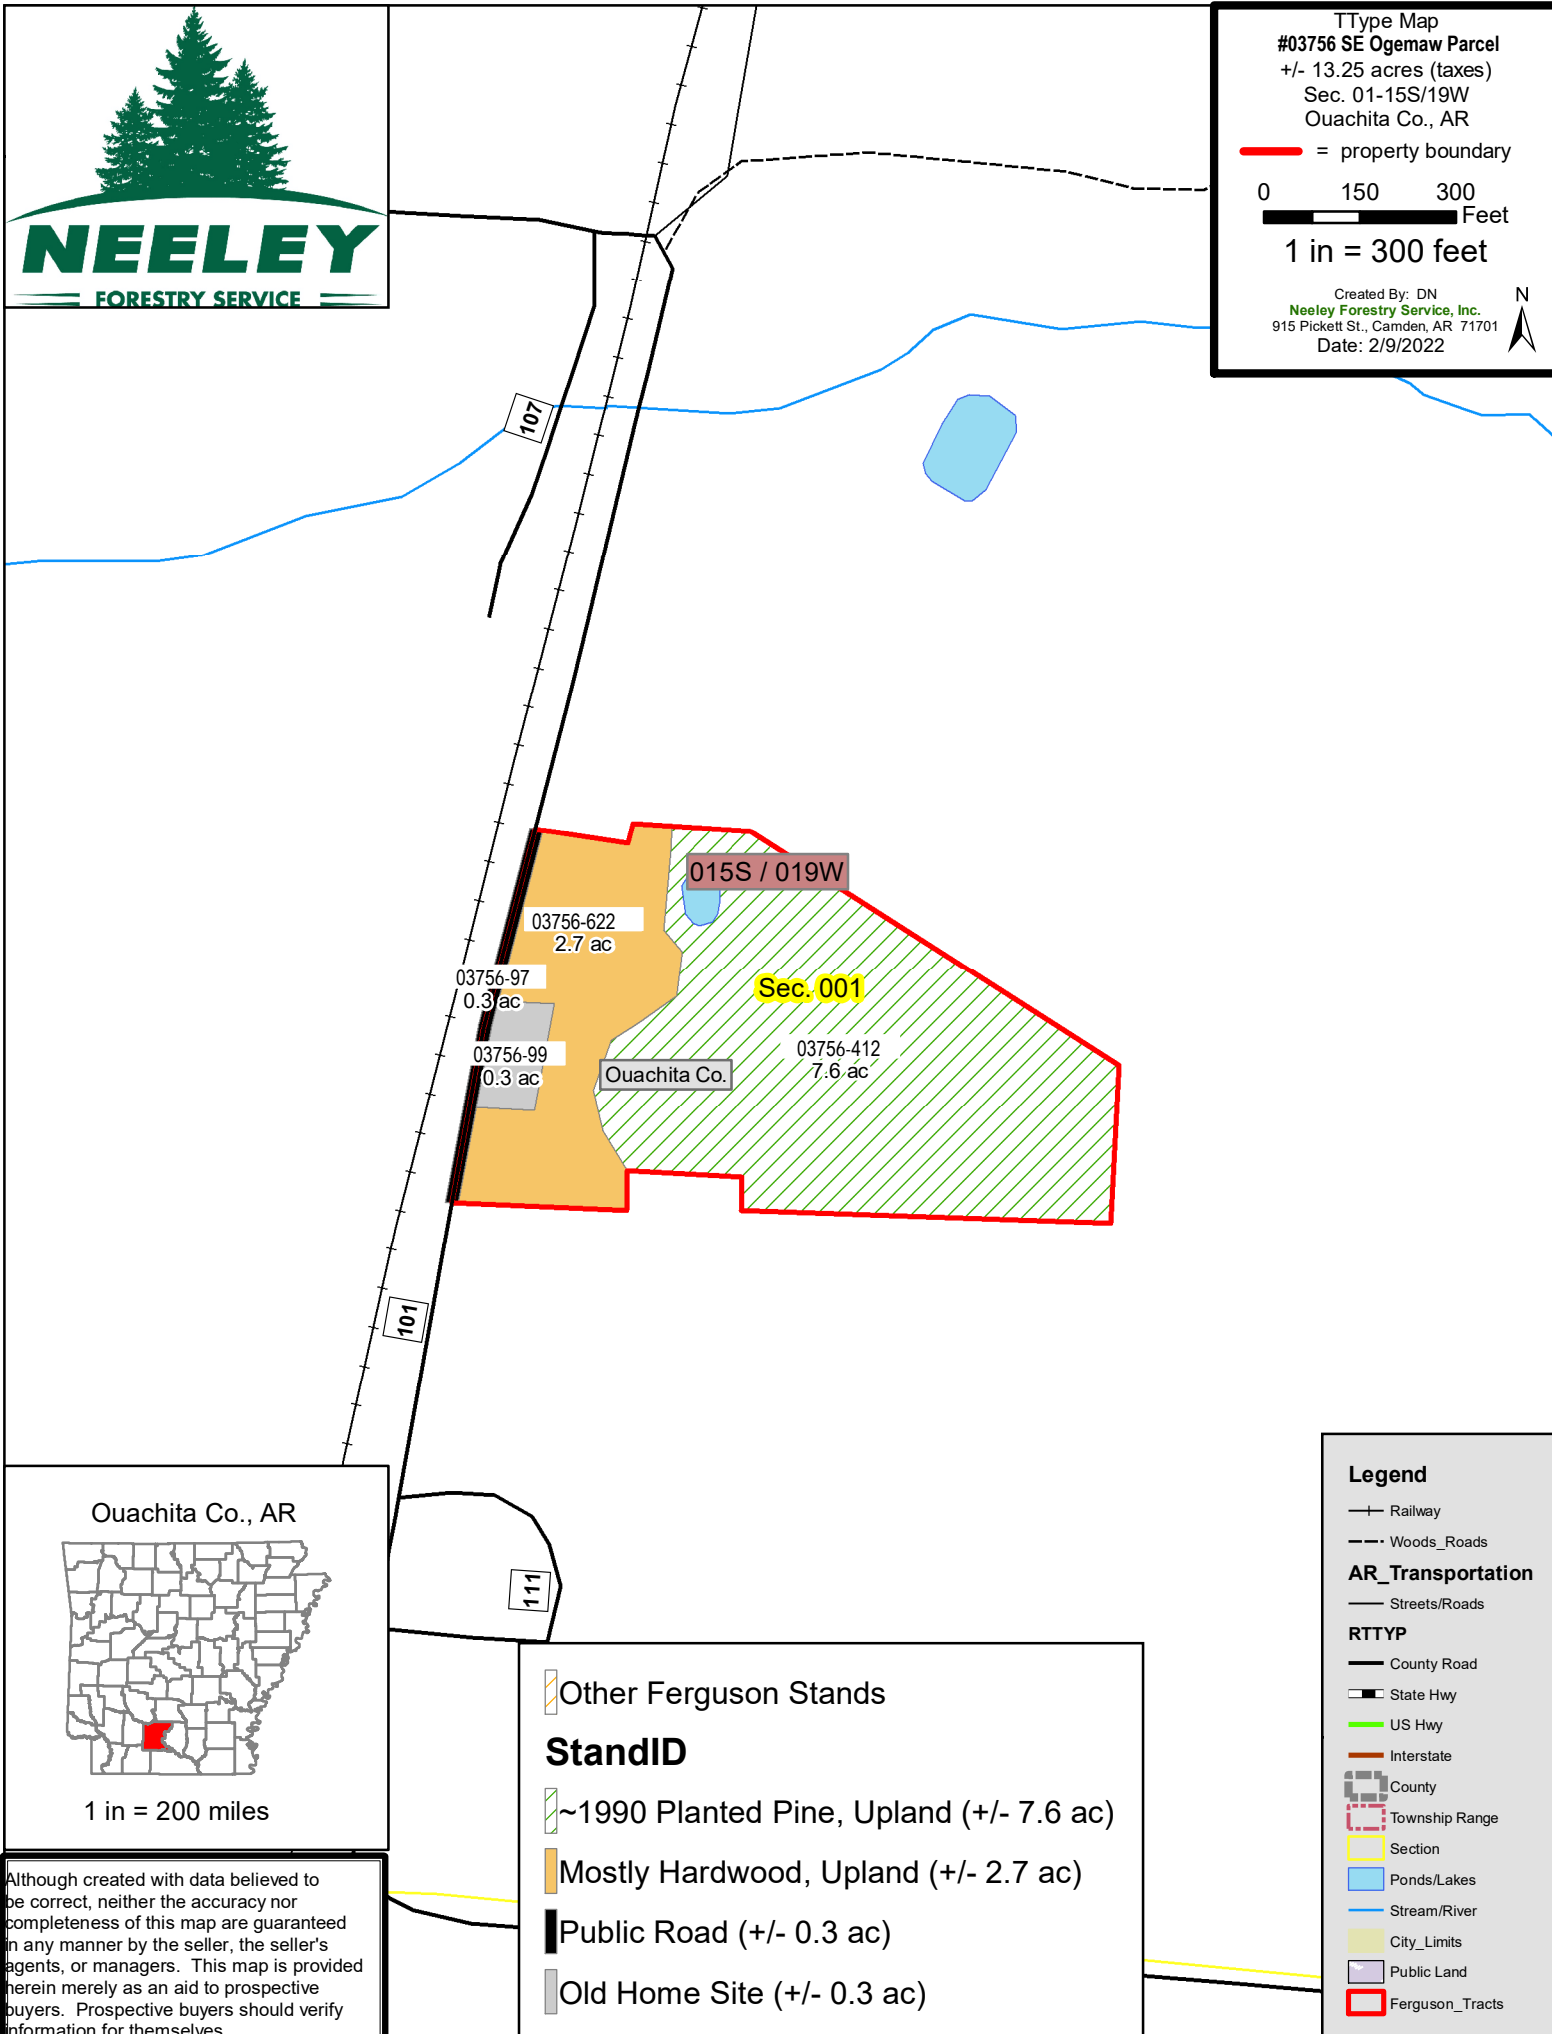 NEELEY
FORESTRY SERVICE
TType Map
#03756 SE Ogemaw Parcel
+/- 13.25 acres (taxes)
Sec. 01-15S/19W
Ouachita Co., AR
= property boundary
0 150 300
Feet
1 in = 300 feet
Created By: DN
Neeley Forestry Service, Inc.
915 Pickett St., Camden, AR 71701
Date: 2/9/2022
N
107
015S / 019W
03756-622
2.7 ac
03756-97
0.3 ac
Sec. 001
03756-99
0.3 ac
Ouachita Co.
03756-412
7.6 ac
101
111
Ouachita Co., AR
1 in = 200 miles
Although created with data believed to
be correct, neither the accuracy nor
completeness of this map are guaranteed
in any manner by the seller, the seller's
agents, or managers. This map is provided
herein merely as an aid to prospective
buyers. Prospective buyers should verify
information for themselves
Other Ferguson Stands
StandID
~1990 Planted Pine, Upland (+/- 7.6 ac)
Mostly Hardwood, Upland (+/- 2.7 ac)
Public Road (+/- 0.3 ac)
Old Home Site (+/- 0.3 ac)
Legend
Railway
Woods_Roads
AR_Transportation
Streets/Roads
RTTYP
County Road
State Hwy
US Hwy
Interstate
County
Township Range
Section
Ponds/Lakes
Stream/River
City_Limits
Public Land
Ferguson_Tracts